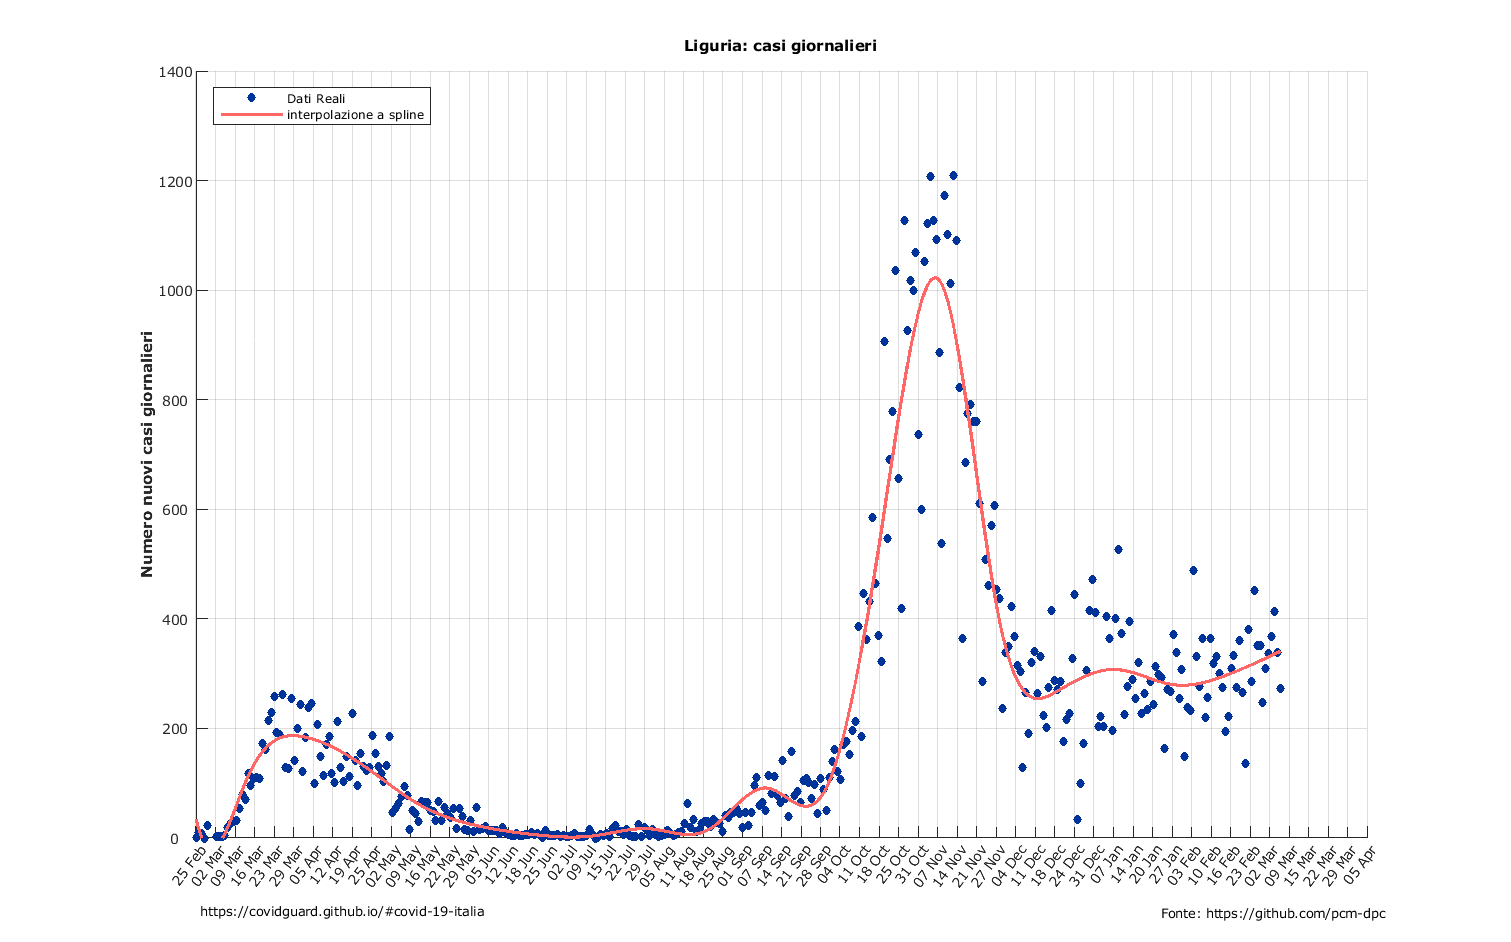 Liguria: casi giornalieri
Dati Reali
interpolazione a spline
Numero nuovi casi giornalieri
1400
1200
1000
800
600
400
200
0
25 Feb
02 Mar
09 Mar
16 Mar
23 Mar
29 Mar
05 Apr
12 Apr
19 Apr
25 Apr
02 May
09 May
16 May
22 May
29 May
05 Jun
12 Jun
18 Jun
25 Jun
02 Jul
09 Jul
15 Jul
22 Jul
29 Jul
05 Aug
11 Aug
18 Aug
25 Aug
01 Sep
07 Sep
14 Sep
21 Sep
28 Sep
04 Oct
11 Oct
18 Oct
25 Oct
31 Oct
07 Nov
14 Nov
21 Nov
27 Nov
04 Dec
11 Dec
18 Dec
24 Dec
31 Dec
07 Jan
14 Jan
20 Jan
27 Jan
03 Feb
10 Feb
16 Feb
23 Feb
02 Mar
09 Mar
15 Mar
22 Mar
29 Mar
05 Apr
https://covidguard.github.io/#covid-19-italia
Fonte: https://github.com/pcm-dpc